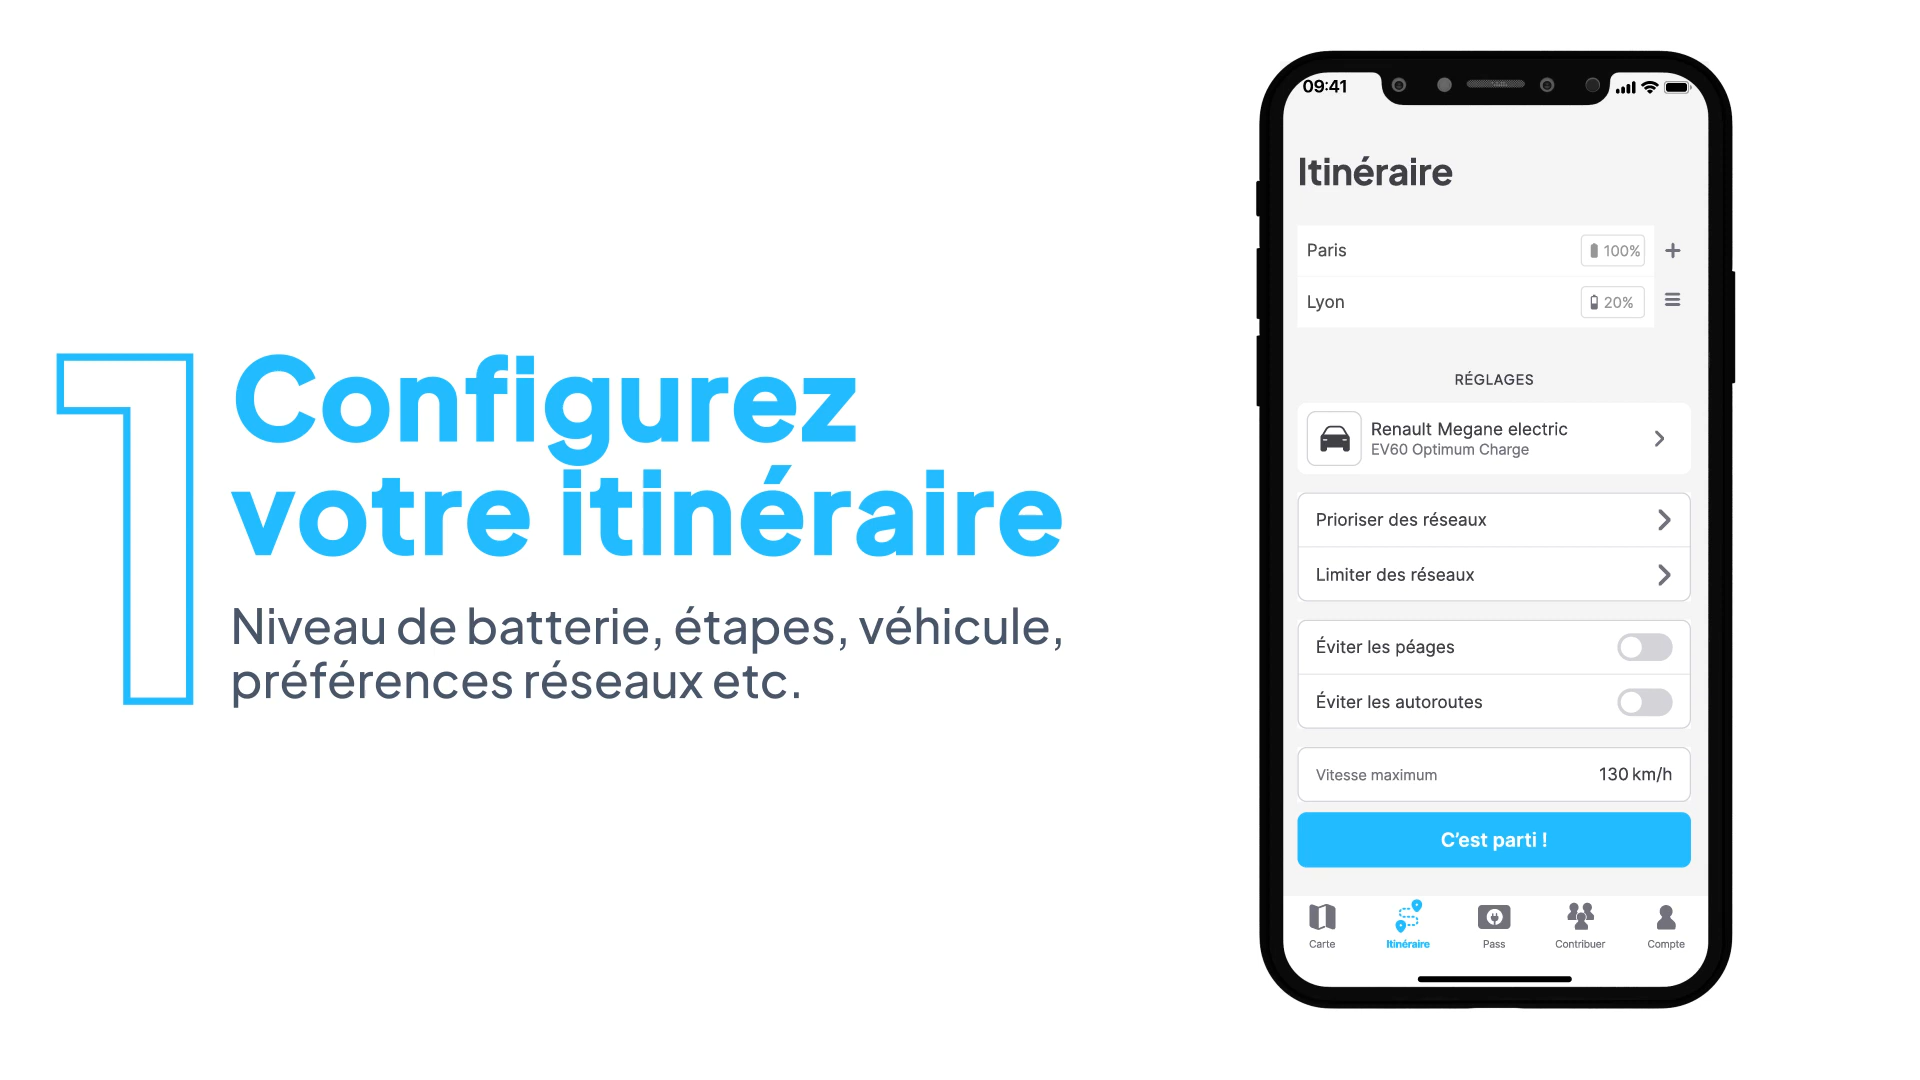 1
Configurez
votre itinéraire
Niveau de batterie, étapes, véhicule,
préférences réseaux etc.
09:41
Itinéraire
Paris 100%
Lyon 20%
RÉGLAGES
Renault Megane electric
EV60 Optimum Charge
Prioriser des réseaux
Limiter des réseaux
Éviter les péages
Éviter les autoroutes
Vitesse maximum 130 km/h
C'est parti !
Carte Itinéraire Pass Contribuer Compte